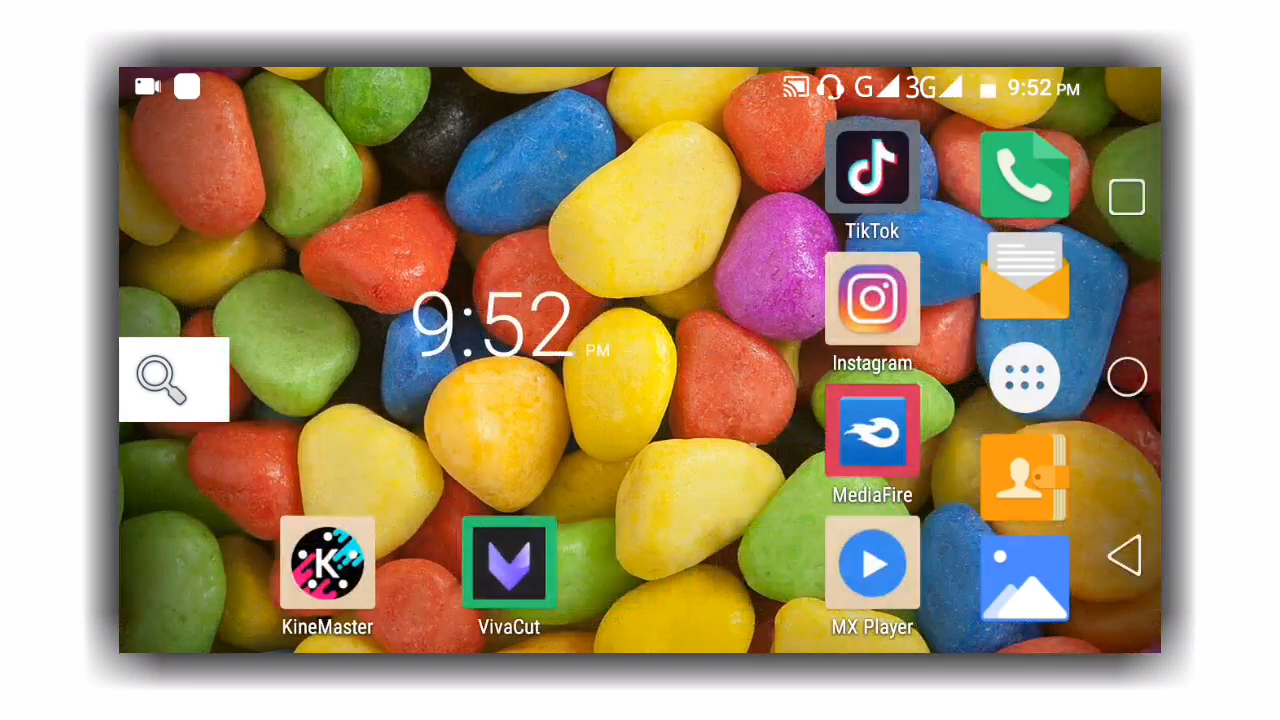 G 3G 9:52 PM
TikTok
9:52 PM
Instagram
MediaFire
K
KineMaster
VivaCut
MX Player